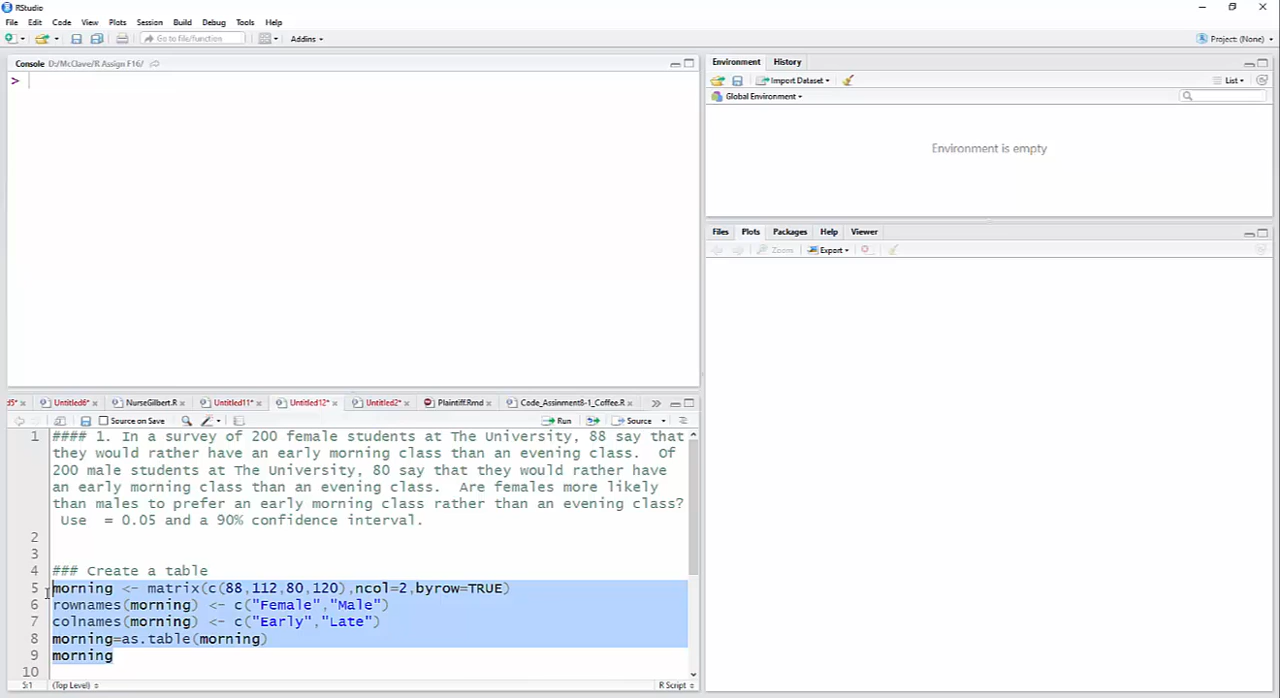 RStudio
File Edit Code View Plots Session Build Debug Tools Help
Go to file/function Addins Project: (None)
Console D:/McClave/R Assign F16/
>
Environment History
Import Dataset List
Global Environment
Environment is empty
Files Plots Packages Help Viewer
Zoom Export
d5* Untitled6* NurseGilbert.R Untitled11* Untitled12* Untitled2* Plaintiff.Rmd Code_Assinment8-1_Coffee.R
Source on Save Run Source
1 #### 1. In a survey of 200 female students at The University, 88 say that
they would rather have an early morning class than an evening class. Of
200 male students at The University, 80 say that they would rather have
an early morning class than an evening class. Are females more likely
than males to prefer an early morning class rather than an evening class?
Use = 0.05 and a 90% confidence interval.
2
3
4 ### Create a table
5 morning <- matrix(c(88,112,80,120),ncol=2,byrow=TRUE)
6 rownames(morning) <- c("Female","Male")
7 colnames(morning) <- c("Early","Late")
8 morning=as.table(morning)
9 morning
10
5:1 (Top Level) R Script